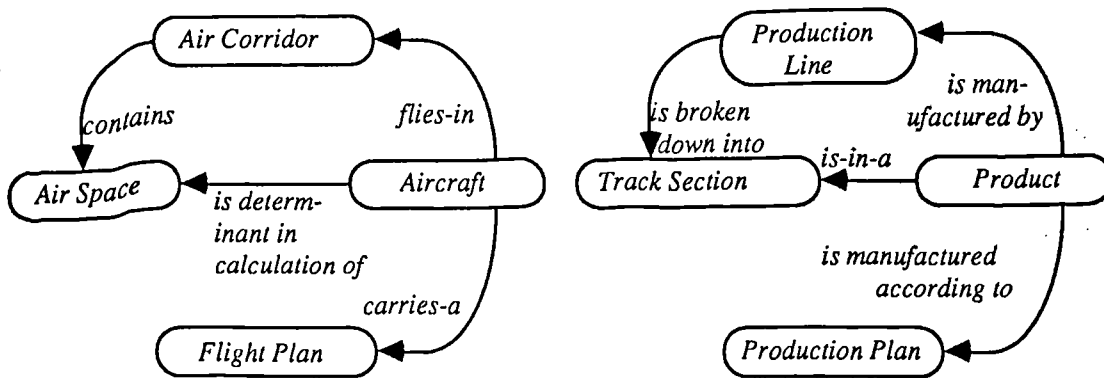 Air Corridor
contains
flies-in
Air Space
Aircraft
is determ-
inant in
calculation of
carries-a
Flight Plan
Production
Line
is broken
down into
is man-
ufactured by
is-in-a
Track Section
Product
is manufactured
according to
Production Plan